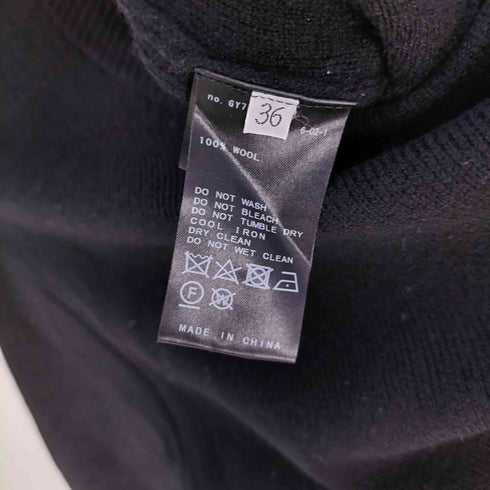 no. GY7 36 6-02-1
100% WOOL
DO NOT WASH
DO NOT BLEACH
DO NOT TUMBLE DRY
COOL IRON
DRY CLEAN
DO NOT WET CLEAN
F W
MADE IN CHINA